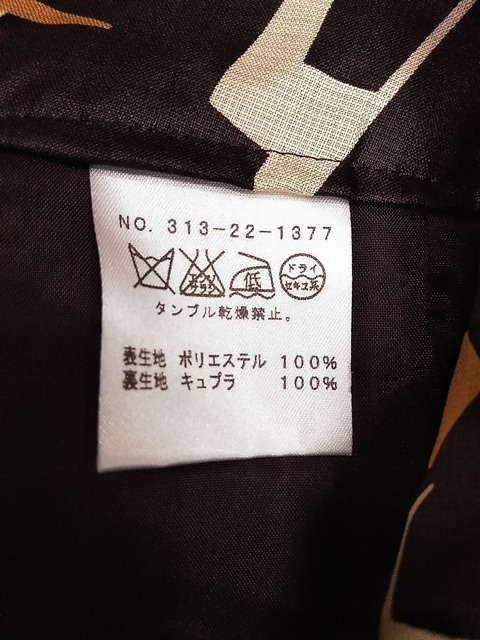 NO. 313-22-1377
エンソサラシ 低 ドライ セキユ系
タンブル乾燥禁止。
表生地 ポリエステル 100%
裏生地 キュプラ 100%